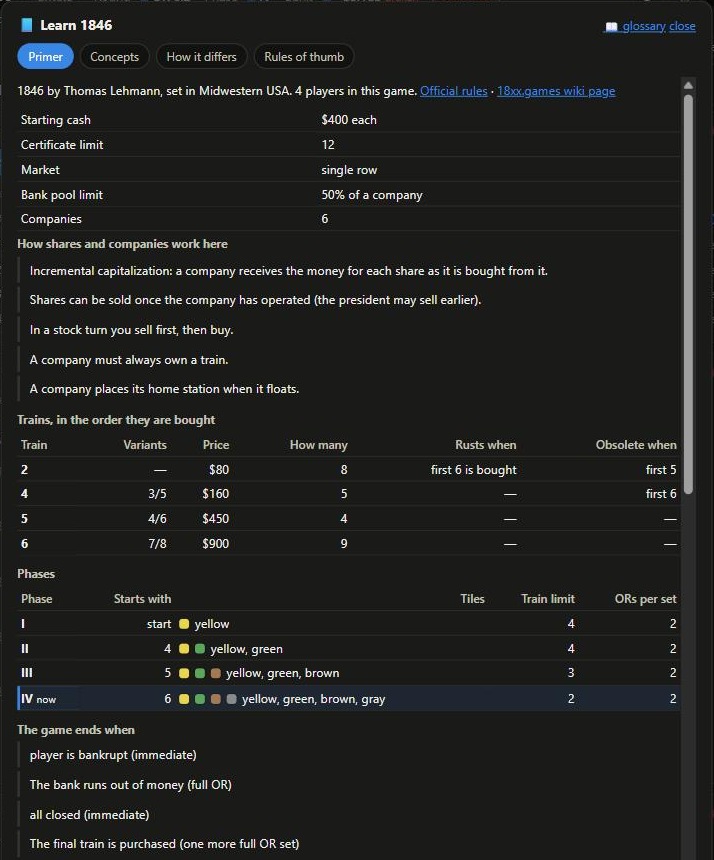 Learn 1846
glossary close
Primer Concepts How it differs Rules of thumb
1846 by Thomas Lehmann, set in Midwestern USA. 4 players in this game. Official rules · 18xx.games wiki page
Starting cash $400 each
Certificate limit 12
Market single row
Bank pool limit 50% of a company
Companies 6
How shares and companies work here
Incremental capitalization: a company receives the money for each share as it is bought from it.
Shares can be sold once the company has operated (the president may sell earlier).
In a stock turn you sell first, then buy.
A company must always own a train.
A company places its home station when it floats.
Trains, in the order they are bought
Train Variants Price How many Rusts when Obsolete when
2 — $80 8 first 6 is bought first 5
4 3/5 $160 5 — first 6
5 4/6 $450 4 — —
6 7/8 $900 9 — —
Phases
Phase Starts with Tiles Train limit ORs per set
I start yellow 4 2
II 4 yellow, green 4 2
III 5 yellow, green, brown 3 2
IV now 6 yellow, green, brown, gray 2 2
The game ends when
player is bankrupt (immediate)
The bank runs out of money (full OR)
all closed (immediate)
The final train is purchased (one more full OR set)